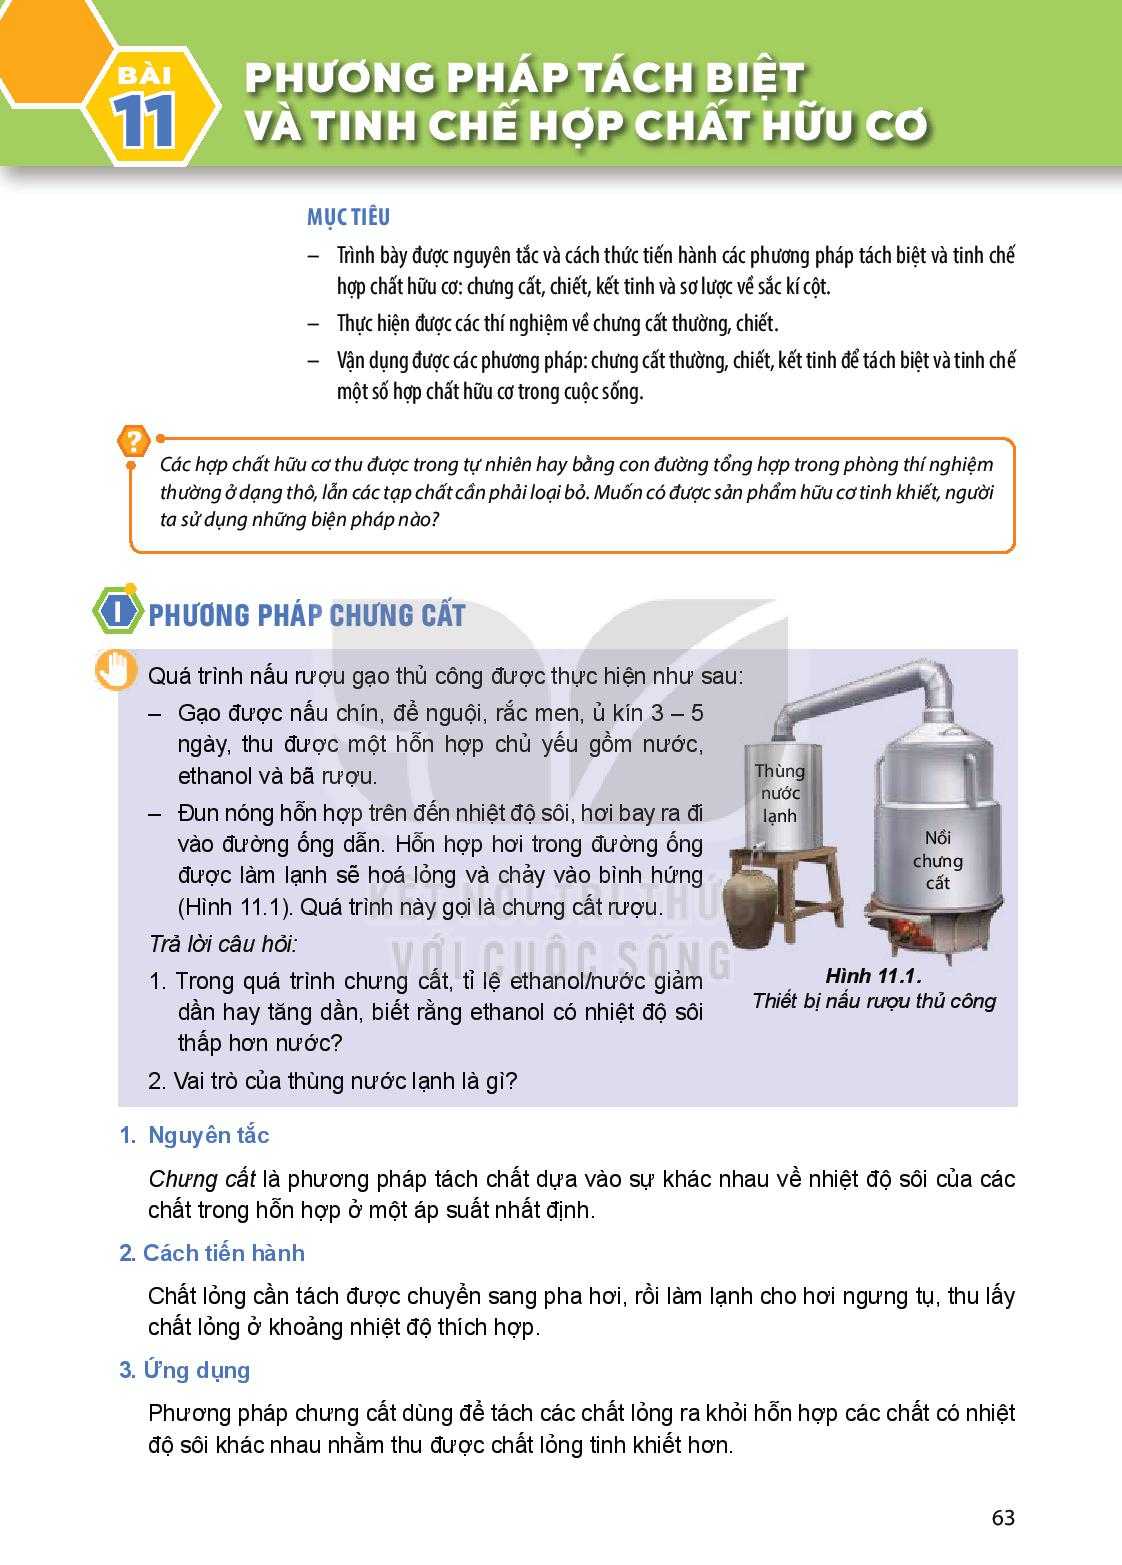 BÀI
11
PHƯƠNG PHÁP TÁCH BIỆT
VÀ TINH CHẾ HỢP CHẤT HỮU CƠ
MỤC TIÊU
– Trình bày được nguyên tắc và cách thức tiến hành các phương pháp tách biệt và tinh chế
hợp chất hữu cơ: chưng cất, chiết, kết tinh và sơ lược về sắc kí cột.
– Thực hiện được các thí nghiệm về chưng cất thường, chiết.
– Vận dụng được các phương pháp: chưng cất thường, chiết, kết tinh để tách biệt và tinh chế
một số hợp chất hữu cơ trong cuộc sống.
?
Các hợp chất hữu cơ thu được trong tự nhiên hay bằng con đường tổng hợp trong phòng thí nghiệm
thường ở dạng thô, lẫn các tạp chất cần phải loại bỏ. Muốn có được sản phẩm hữu cơ tinh khiết, người
ta sử dụng những biện pháp nào?
I PHƯƠNG PHÁP CHƯNG CẤT
Quá trình nấu rượu gạo thủ công được thực hiện như sau:
– Gạo được nấu chín, để nguội, rắc men, ủ kín 3 – 5
ngày, thu được một hỗn hợp chủ yếu gồm nước,
ethanol và bã rượu.
– Đun nóng hỗn hợp trên đến nhiệt độ sôi, hơi bay ra đi
vào đường ống dẫn. Hỗn hợp hơi trong đường ống
được làm lạnh sẽ hoá lỏng và chảy vào bình hứng
(Hình 11.1). Quá trình này gọi là chưng cất rượu.
Trả lời câu hỏi:
1. Trong quá trình chưng cất, tỉ lệ ethanol/nước giảm
dần hay tăng dần, biết rằng ethanol có nhiệt độ sôi
thấp hơn nước?
2. Vai trò của thùng nước lạnh là gì?
Thùng
nước
lạnh
Nồi
chưng
cất
Hình 11.1.
Thiết bị nấu rượu thủ công
KẾT NỐI TRI THỨC
VỚI CUỘC SỐNG
1. Nguyên tắc
Chưng cất là phương pháp tách chất dựa vào sự khác nhau về nhiệt độ sôi của các
chất trong hỗn hợp ở một áp suất nhất định.
2. Cách tiến hành
Chất lỏng cần tách được chuyển sang pha hơi, rồi làm lạnh cho hơi ngưng tụ, thu lấy
chất lỏng ở khoảng nhiệt độ thích hợp.
3. Ứng dụng
Phương pháp chưng cất dùng để tách các chất lỏng ra khỏi hỗn hợp các chất có nhiệt
độ sôi khác nhau nhằm thu được chất lỏng tinh khiết hơn.
63